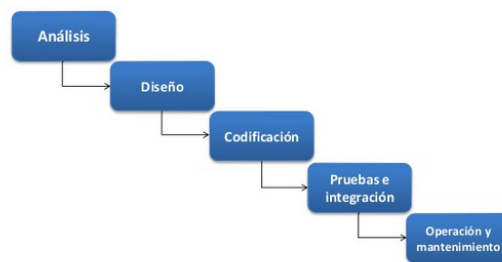 Análisis
Diseño
Codificación
Pruebas e
integración
Operación y
mantenimiento